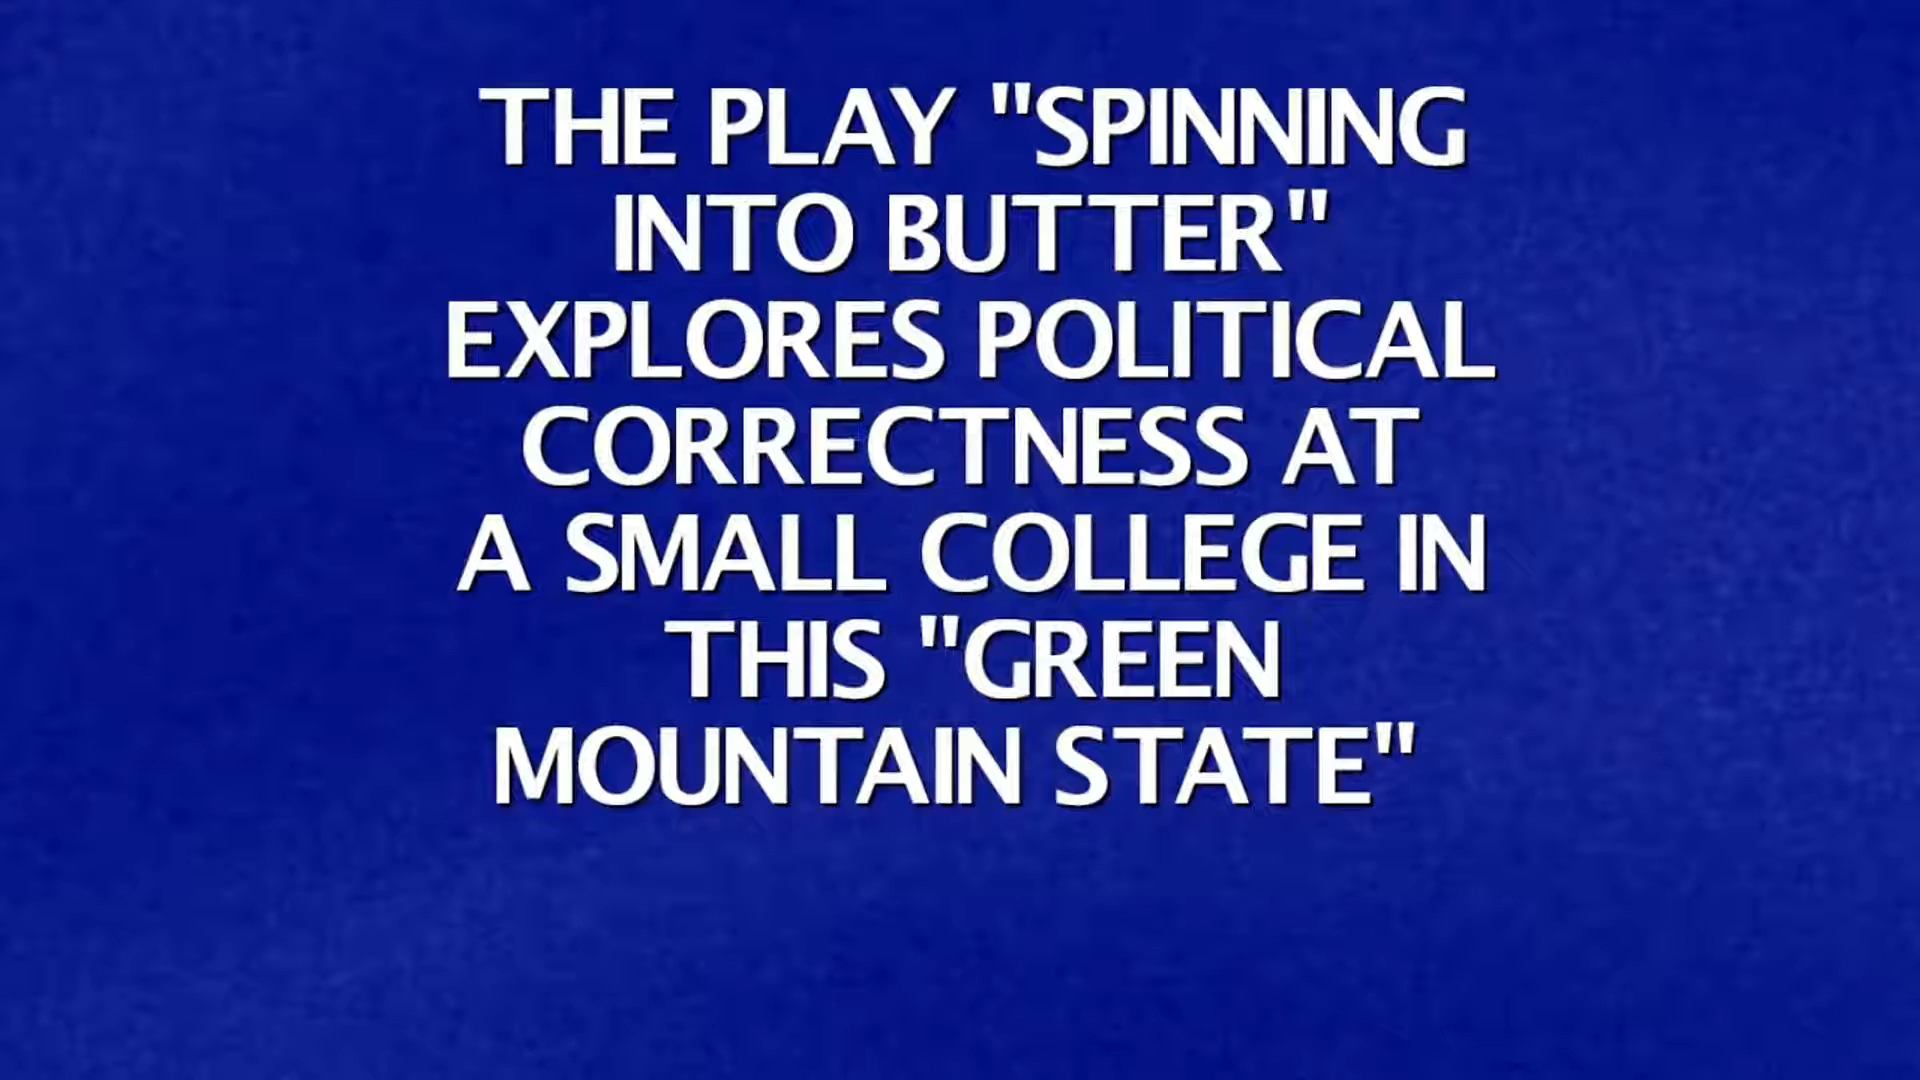 THE PLAY "SPINNING
INTO BUTTER"
EXPLORES POLITICAL
CORRECTNESS AT
A SMALL COLLEGE IN
THIS "GREEN
MOUNTAIN STATE"